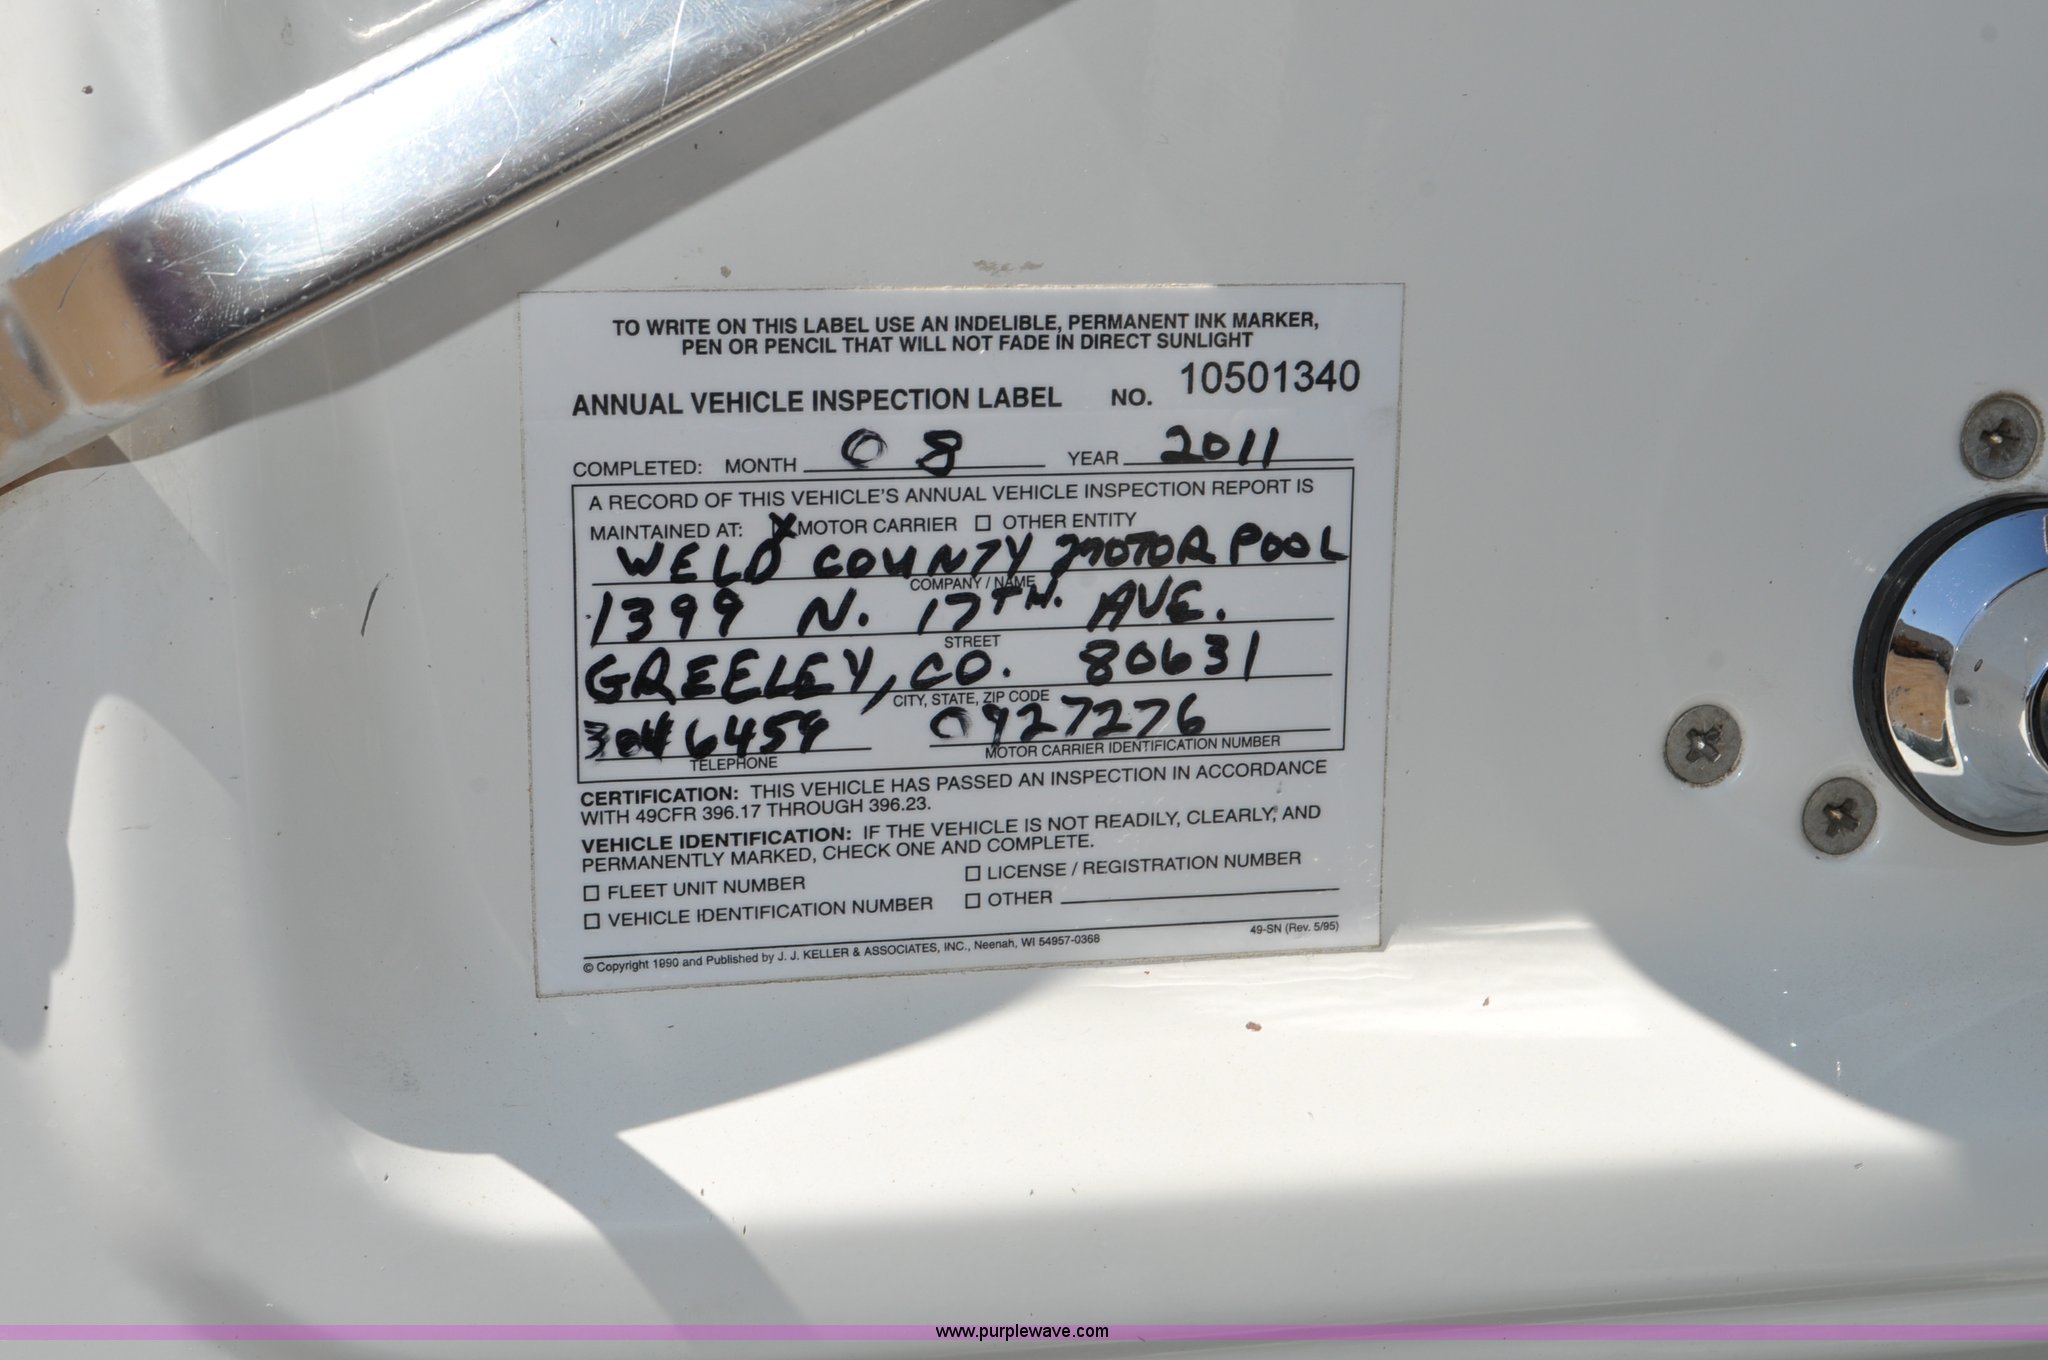 TO WRITE ON THIS LABEL USE AN INDELIBLE, PERMANENT INK MARKER,
PEN OR PENCIL THAT WILL NOT FADE IN DIRECT SUNLIGHT
ANNUAL VEHICLE INSPECTION LABEL NO. 10501340
COMPLETED: MONTH 08 YEAR 2011
A RECORD OF THIS VEHICLE'S ANNUAL VEHICLE INSPECTION REPORT IS
MAINTAINED AT: X MOTOR CARRIER ☐ OTHER ENTITY
WELD COUNTY MOTOR POOL
COMPANY / NAME
1399 N. 17TH. AVE.
STREET
GREELEY, CO. 80631
CITY, STATE, ZIP CODE
3046459 0927276
TELEPHONE MOTOR CARRIER IDENTIFICATION NUMBER
CERTIFICATION: THIS VEHICLE HAS PASSED AN INSPECTION IN ACCORDANCE
WITH 49CFR 396.17 THROUGH 396.23.
VEHICLE IDENTIFICATION: IF THE VEHICLE IS NOT READILY, CLEARLY, AND
PERMANENTLY MARKED, CHECK ONE AND COMPLETE.
☐ FLEET UNIT NUMBER ☐ LICENSE / REGISTRATION NUMBER
☐ VEHICLE IDENTIFICATION NUMBER ☐ OTHER
© Copyright 1990 and Published by J. J. KELLER & ASSOCIATES, INC., Neenah, WI 54957-0368 49-SN (Rev. 5/95)
www.purplewave.com